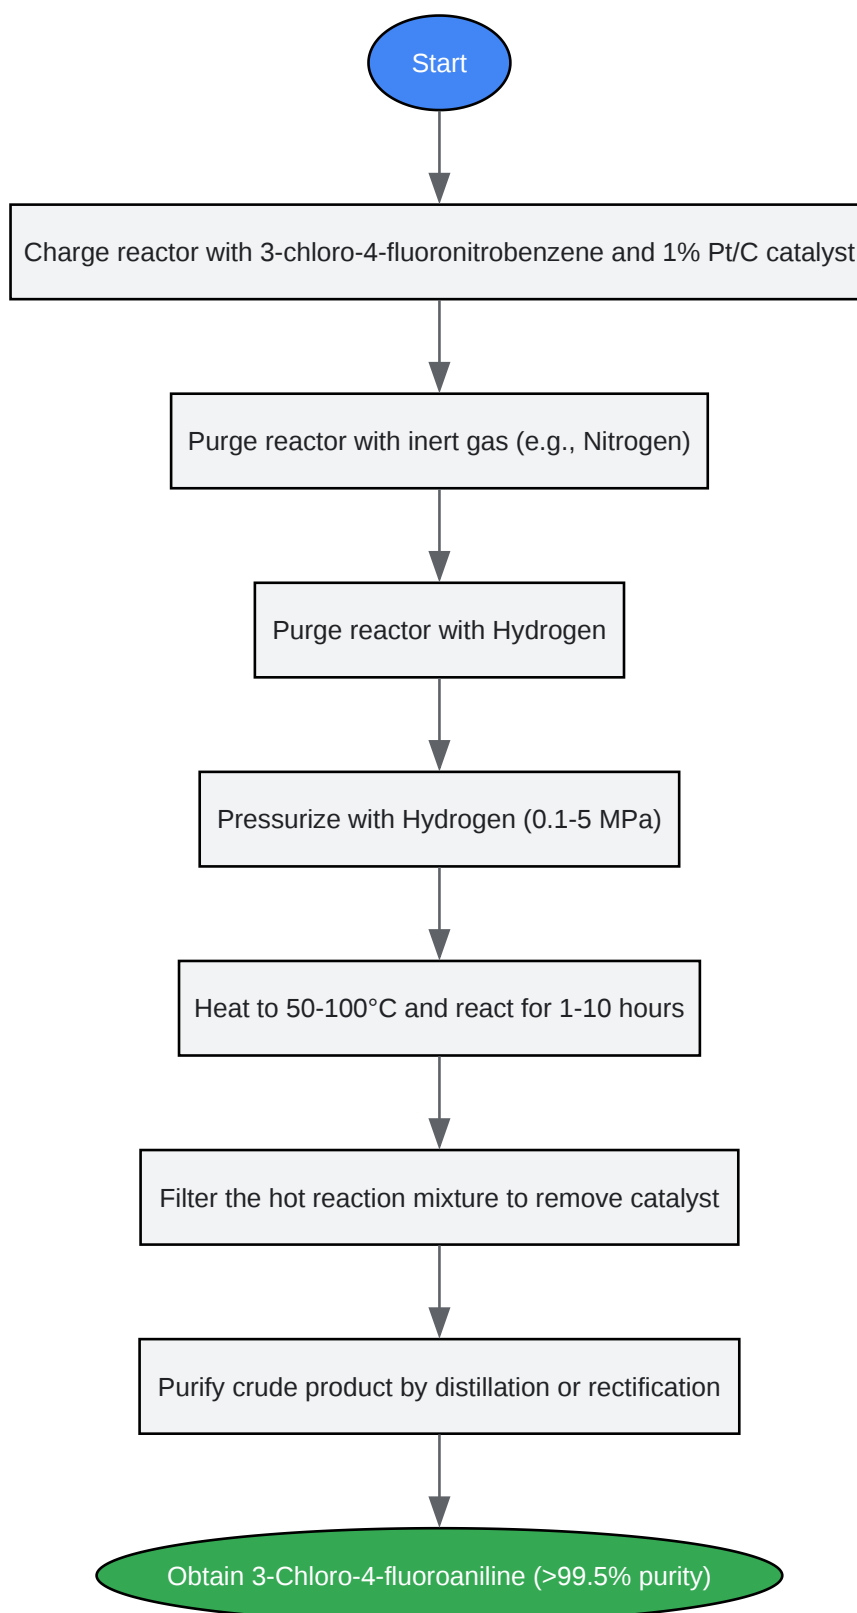 Start
Charge reactor with 3-chloro-4-fluoronitrobenzene and 1% Pt/C catalyst
Purge reactor with inert gas (e.g., Nitrogen)
Purge reactor with Hydrogen
Pressurize with Hydrogen (0.1-5 MPa)
Heat to 50-100°C and react for 1-10 hours
Filter the hot reaction mixture to remove catalyst
Purify crude product by distillation or rectification
Obtain 3-Chloro-4-fluoroaniline (>99.5% purity)